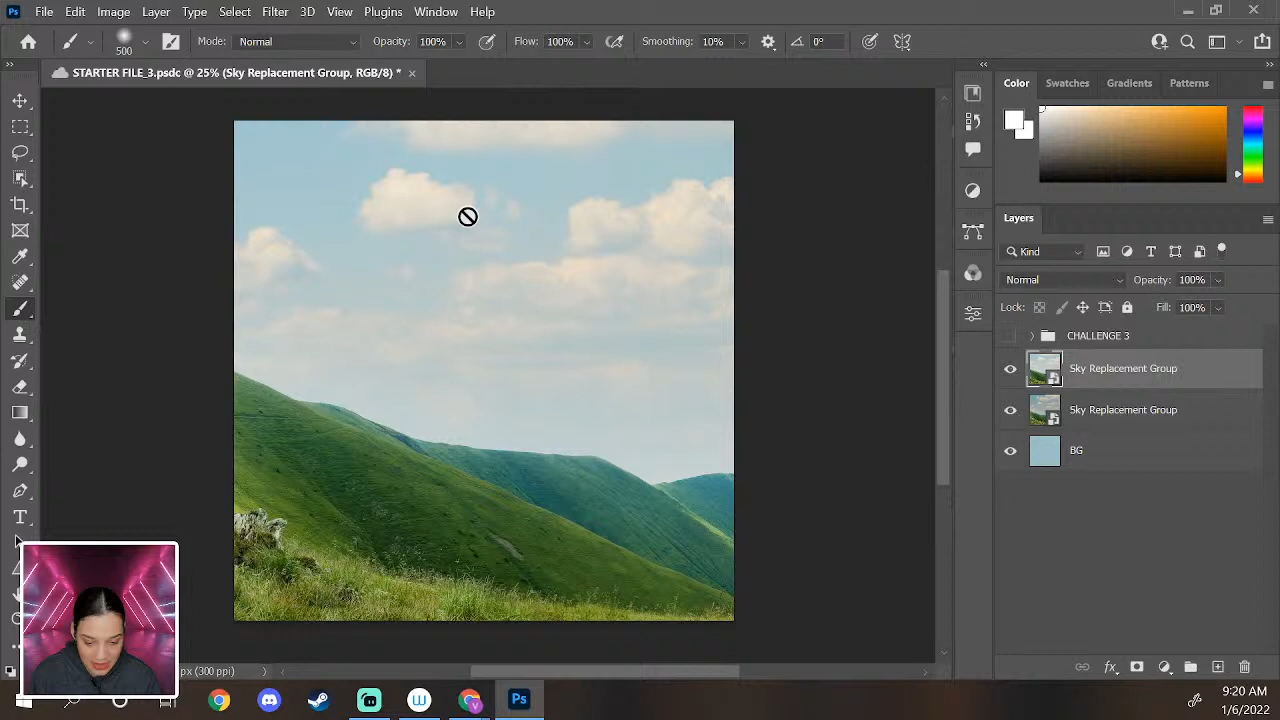 Ps File Edit Image Layer Type Select Filter 3D View Plugins Window Help
500 Mode: Normal Opacity: 100% Flow: 100% Smoothing: 10% 0°
STARTER FILE_3.psdc @ 25% (Sky Replacement Group, RGB/8) * ×
Color Swatches Gradients Patterns
Layers
Kind
Normal Opacity: 100%
Lock: Fill: 100%
CHALLENGE 3
Sky Replacement Group
Sky Replacement Group
BG
px (300 ppi)
Ps
9:20 AM
1/6/2022